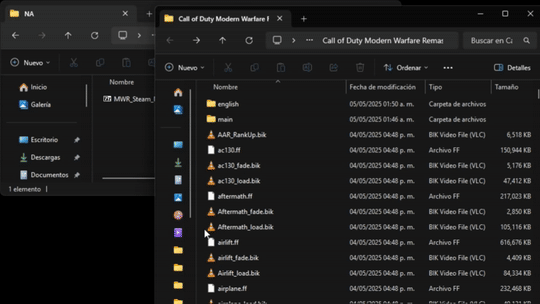 NA
Call of Duty Modern Warfare R
Call of Duty Modern Warfare Remas
Buscar en Ca
Nuevo
Nuevo
Ordenar
Detalles
Nombre
MWR_Steam_
Inicio
Galería
Escritorio
Descargas
Documentos
1 elemento
Nombre Fecha de modificación Tipo Tamaño
english 05/05/2025 01:50 a. m. Carpeta de archivos
main 05/05/2025 01:46 a. m. Carpeta de archivos
AAR_RankUp.bik 04/05/2025 04:48 p. m. BIK Video File (VLC) 6,518 KB
ac130.ff 04/05/2025 04:48 p. m. Archivo FF 150,944 KB
ac130_fade.bik 04/05/2025 04:48 p. m. BIK Video File (VLC) 5,176 KB
ac130_load.bik 04/05/2025 04:48 p. m. BIK Video File (VLC) 47,412 KB
aftermath.ff 04/05/2025 04:48 p. m. Archivo FF 217,023 KB
Aftermath_fade.bik 04/05/2025 04:48 p. m. BIK Video File (VLC) 2,850 KB
Aftermath_load.bik 04/05/2025 04:48 p. m. BIK Video File (VLC) 105,116 KB
airlift.ff 04/05/2025 04:48 p. m. Archivo FF 616,676 KB
airlift_fade.bik 04/05/2025 04:48 p. m. BIK Video File (VLC) 4,409 KB
Airlift_load.bik 04/05/2025 04:48 p. m. BIK Video File (VLC) 84,334 KB
airplane.ff 04/05/2025 04:48 p. m. Archivo FF 232,468 KB